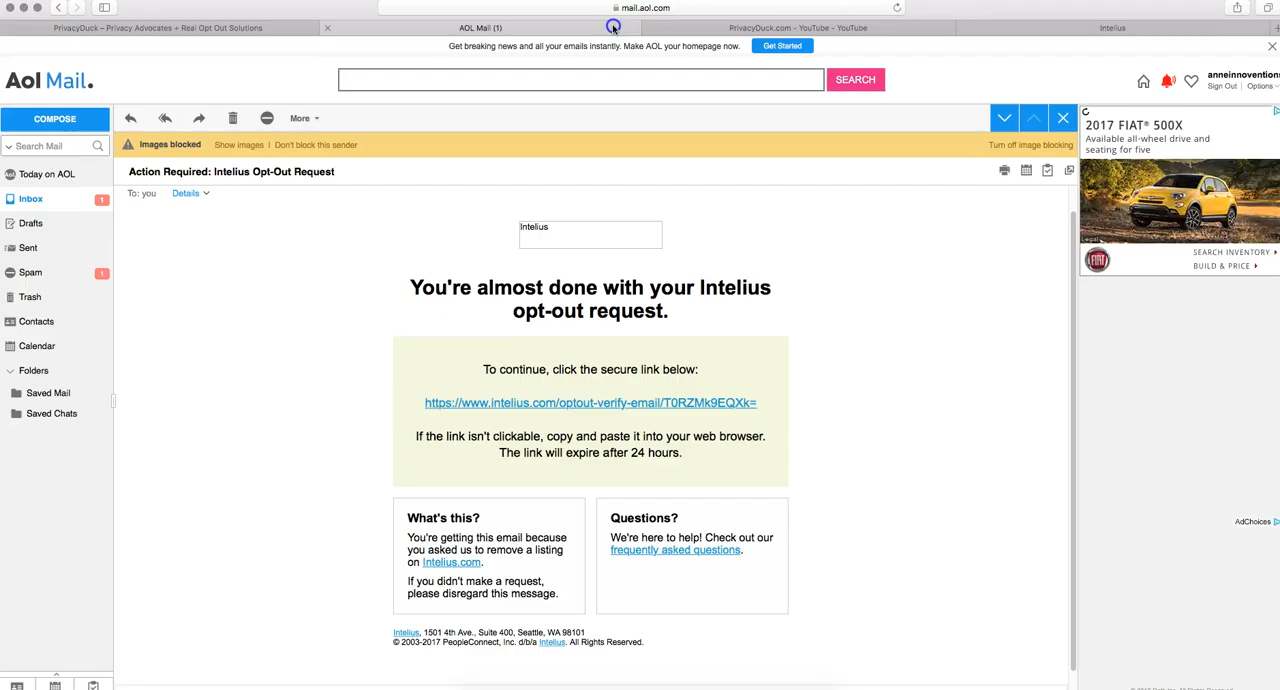 mail.aol.com
PrivacyDuck – Privacy Advocates + Real Opt Out Solutions
AOL Mail (1)
PrivacyDuck.com - YouTube - YouTube
Intelius
Get breaking news and all your emails instantly. Make AOL your homepage now.
Get Started
Aol Mail.
SEARCH
anneinnovations
Sign Out | Options
COMPOSE
More
Search Mail
Images blocked
Show images | Don't block this sender
Turn off image blocking
Today on AOL
Inbox 1
Drafts
Sent
Spam 1
Trash
Contacts
Calendar
Folders
Saved Mail
Saved Chats
Action Required: Intelius Opt-Out Request
To: you Details
Intelius
You're almost done with your Intelius
opt-out request.
To continue, click the secure link below:
https://www.intelius.com/optout-verify-email/T0RZMk9EQXk=
If the link isn't clickable, copy and paste it into your web browser.
The link will expire after 24 hours.
What's this?
You're getting this email because
you asked us to remove a listing
on Intelius.com.
If you didn't make a request,
please disregard this message.
Questions?
We're here to help! Check out our
frequently asked questions.
Intelius, 1501 4th Ave., Suite 400, Seattle, WA 98101
© 2003-2017 PeopleConnect, Inc. d/b/a Intelius. All Rights Reserved.
2017 FIAT® 500X
Available all-wheel drive and
seating for five
Legal
FIAT
SEARCH INVENTORY
BUILD & PRICE
AdChoices